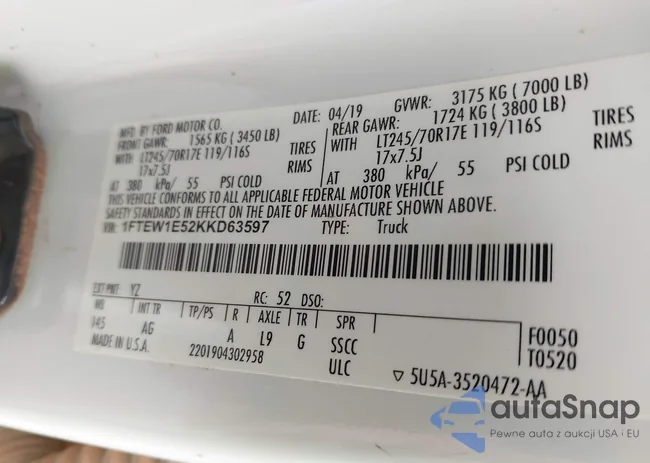 MFD. BY FORD MOTOR CO.
DATE: 04/19 GVWR: 3175 KG ( 7000 LB)
FRONT GAWR: 1565 KG ( 3450 LB) REAR GAWR: 1724 KG ( 3800 LB)
WITH LT245/70R17E 119/116S TIRES WITH LT245/70R17E 119/116S TIRES
17x7.5J RIMS 17x7.5J RIMS
AT 380 kPa/ 55 PSI COLD AT 380 kPa/ 55 PSI COLD
THIS VEHICLE CONFORMS TO ALL APPLICABLE FEDERAL MOTOR VEHICLE
SAFETY STANDARDS IN EFFECT ON THE DATE OF MANUFACTURE SHOWN ABOVE.
VIN: 1FTEW1E52KKD63597 TYPE: Truck
EXT PNT: YZ RC: 52 DSO:
WB INT TR TP/PS R AXLE TR SPR
145 AG A L9 G SSCC F0050
MADE IN U.S.A. 2201904302958 ULC T0520
▽ 5U5A-3520472-AA
autaSnap
Pewne auta z aukcji USA i EU